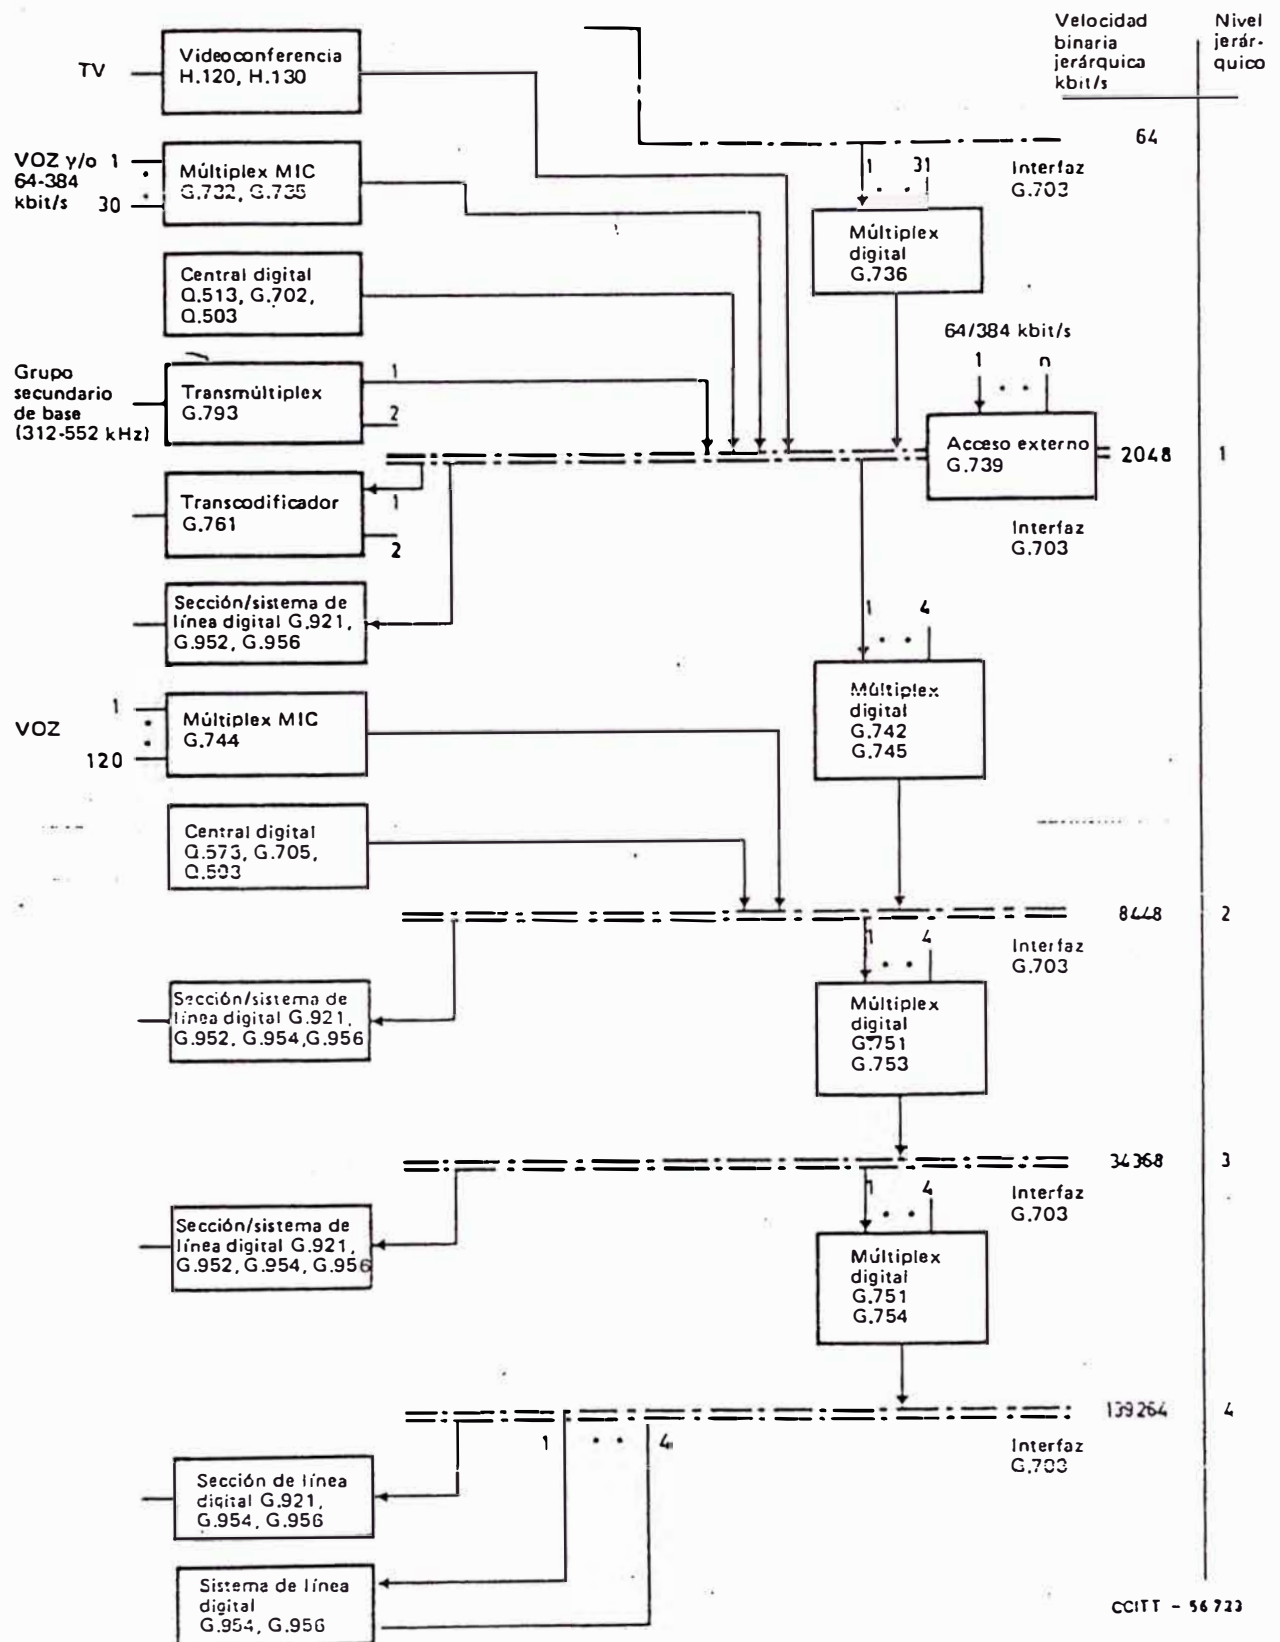 Velocidad
binaria
jerárquica
kbit/s
Nivel
jerár-
quico
TV
Videoconferencia
H.120, H.130
64
Interfaz
G.703
1
31
VOZ y/o 1
64-384
kbit/s 30
Múltiplex MIC
G.732, G.735
Múltiplex
digital
G.736
Central digital
Q.513, G.702,
Q.503
64/384 kbit/s
1
n
Grupo
secundario
de base
(312-552 kHz)
Transmúltiplex
G.793
1
2
Acceso externo
G.739
2048
1
Interfaz
G.703
Transcodificador
G.761
1
2
Sección/sistema de
línea digital G.921,
G.952, G.956
1
4
Múltiplex
digital
G.742
G.745
VOZ
1
120
Múltiplex MIC
G.744
Central digital
Q.573, G.705,
Q.503
8448
2
Interfaz
G.703
1
4
Sección/sistema de
línea digital G.921,
G.952, G.954,G.956
Múltiplex
digital
G.751
G.753
34368
3
Interfaz
G.703
1
4
Sección/sistema de
línea digital G.921,
G.952, G.954, G.956
Múltiplex
digital
G.751
G.754
139264
4
Interfaz
G.703
1
4
Sección de línea
digital G.921,
G.954, G.956
Sistema de línea
digital
G.954, G.956
CCITT - 56723